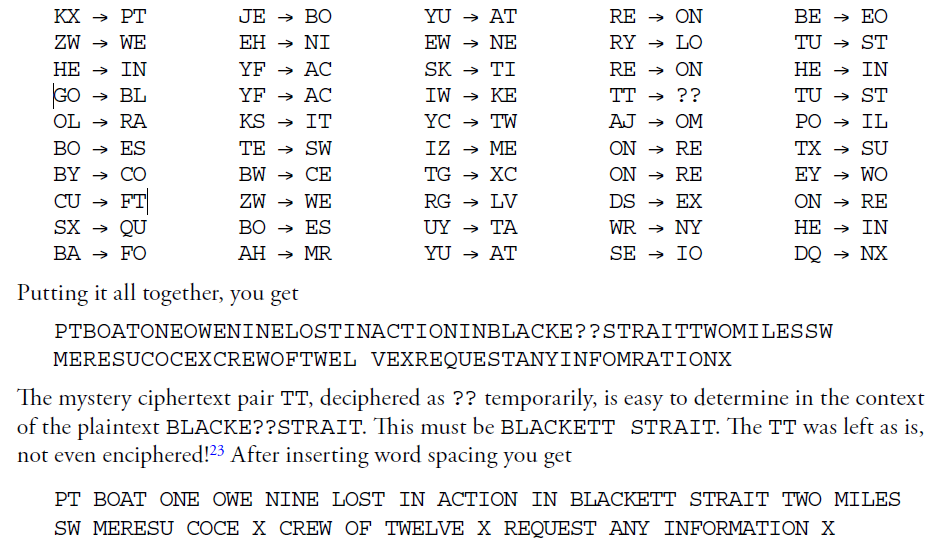 KX → PT JE → BO YU → AT RE → ON BE → EO
ZW → WE EH → NI EW → NE RY → LO TU → ST
HE → IN YF → AC SK → TI RE → ON HE → IN
GO → BL YF → AC IW → KE TT → ?? TU → ST
OL → RA KS → IT YC → TW AJ → OM PO → IL
BO → ES TE → SW IZ → ME ON → RE TX → SU
BY → CO BW → CE TG → XC ON → RE EY → WO
CU → FT ZW → WE RG → LV DS → EX ON → RE
SX → QU BO → ES UY → TA WR → NY HE → IN
BA → FO AH → MR YU → AT SE → IO DQ → NX
Putting it all together, you get
PTBOATONEOWENINELOSTINACTIONINBLACKE??STRAITTWOMILESSW
MERESUCOCEXCREWOFTWEL VEXREQUESTANYINFOMRATIONX
The mystery ciphertext pair TT, deciphered as ?? temporarily, is easy to determine in the context
of the plaintext BLACKE??STRAIT. This must be BLACKETT STRAIT. The TT was left as is,
not even enciphered!23 After inserting word spacing you get
PT BOAT ONE OWE NINE LOST IN ACTION IN BLACKETT STRAIT TWO MILES
SW MERESU COCE X CREW OF TWELVE X REQUEST ANY INFORMATION X